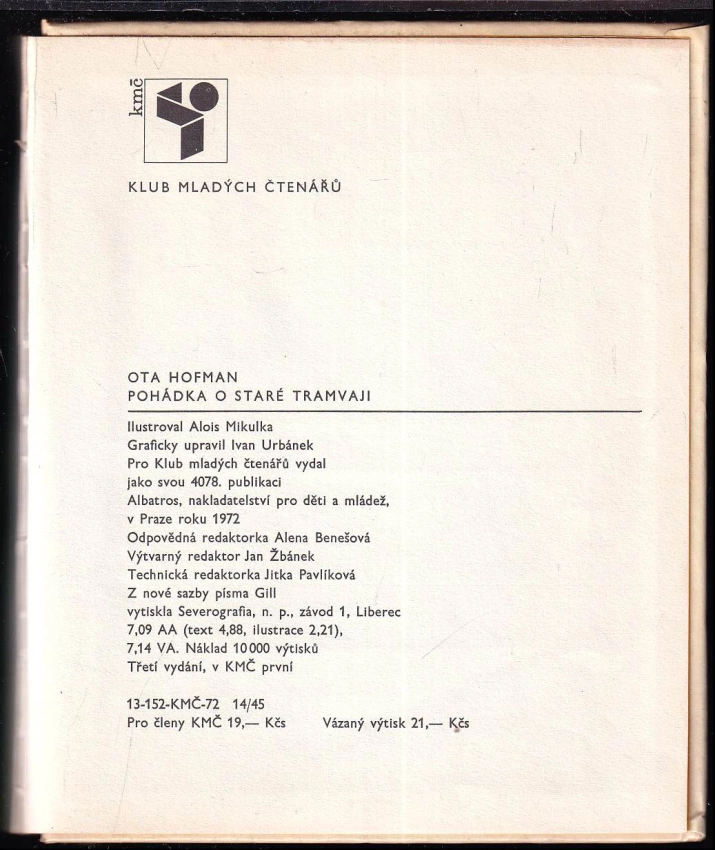 kmč
KLUB MLADÝCH ČTENÁŘŮ
OTA HOFMAN
POHÁDKA O STARÉ TRAMVAJI
Ilustroval Alois Mikulka
Graficky upravil Ivan Urbánek
Pro Klub mladých čtenářů vydal
jako svou 4078. publikaci
Albatros, nakladatelství pro děti a mládež,
v Praze roku 1972
Odpovědná redaktorka Alena Benešová
Výtvarný redaktor Jan Žbánek
Technická redaktorka Jitka Pavlíková
Z nové sazby písma Gill
vytiskla Severografia, n. p., závod 1, Liberec
7,09 AA (text 4,88, ilustrace 2,21),
7,14 VA. Náklad 10 000 výtisků
Třetí vydání, v KMČ první
13-152-KMČ-72 14/45
Pro členy KMČ 19,— Kčs Vázaný výtisk 21,— Kčs